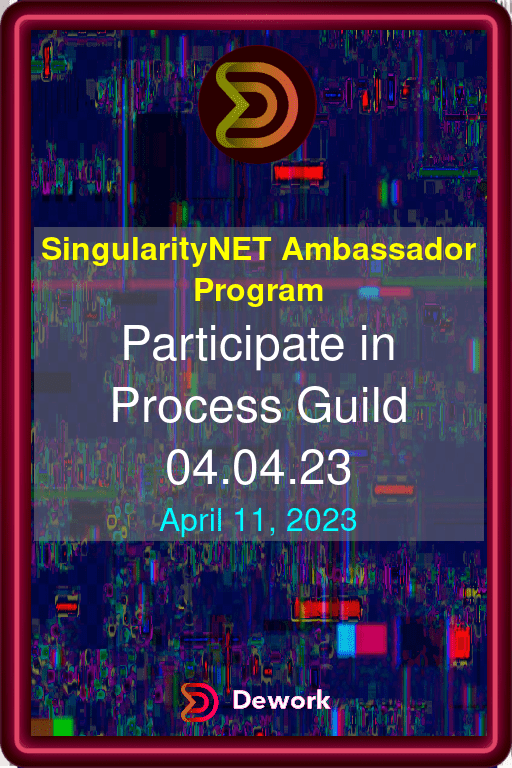 SingularityNET Ambassador
Program
Participate in
Process Guild
04.04.23
April 11, 2023
Dework